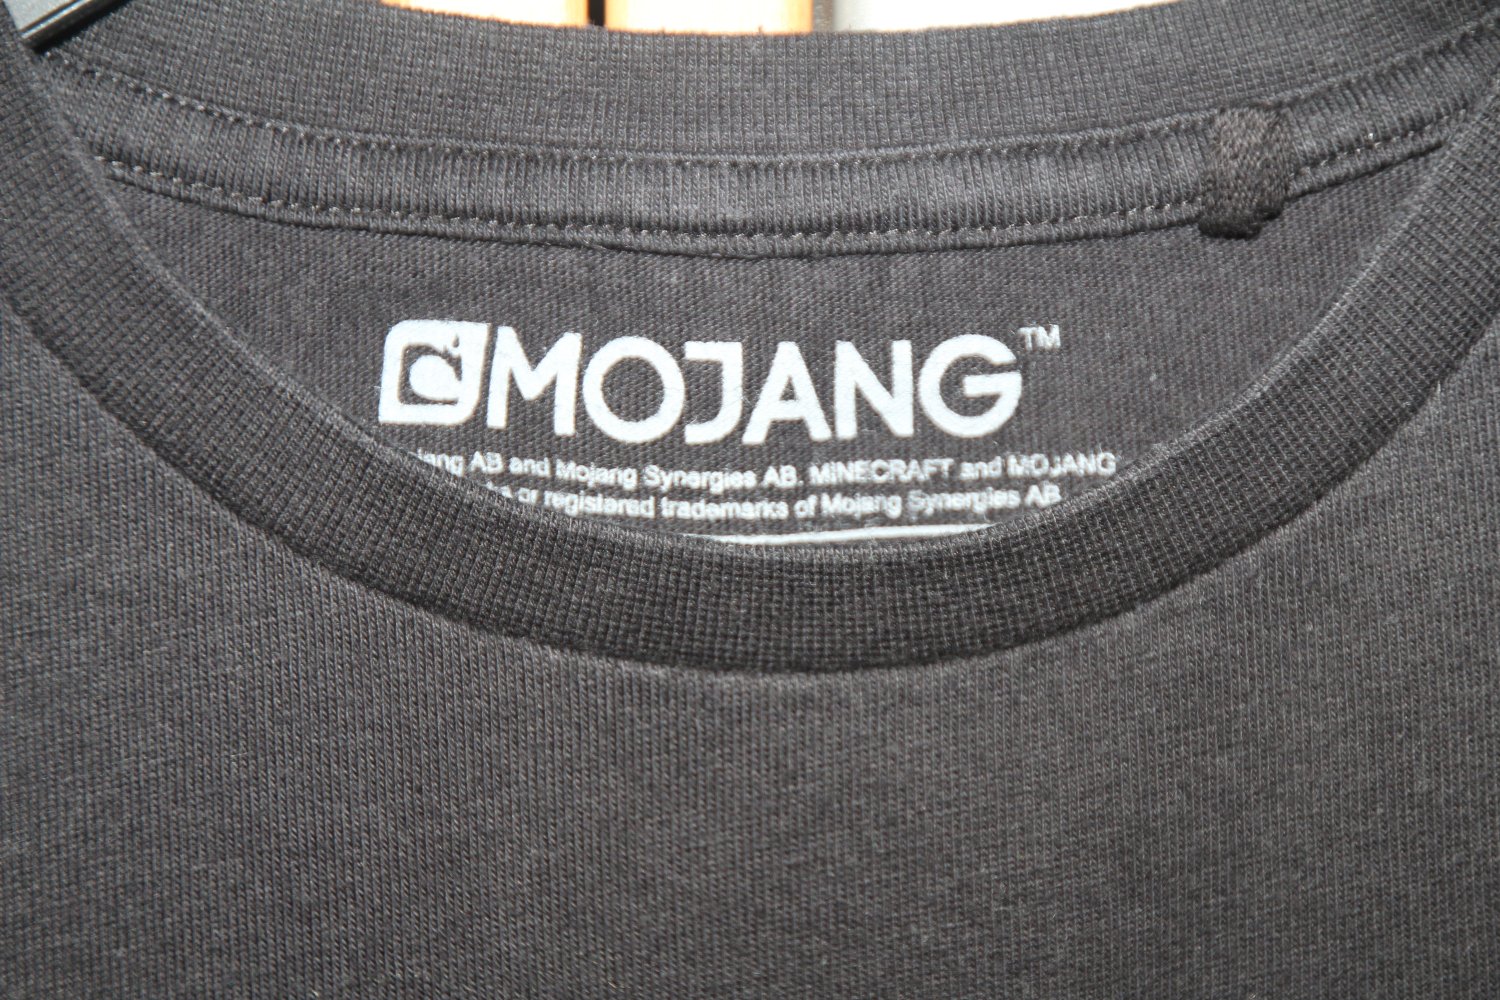 MOJANG™
AB and Mojang Synergies AB. MINECRAFT and MOJANG
or registered trademarks of Mojang Synergies AB